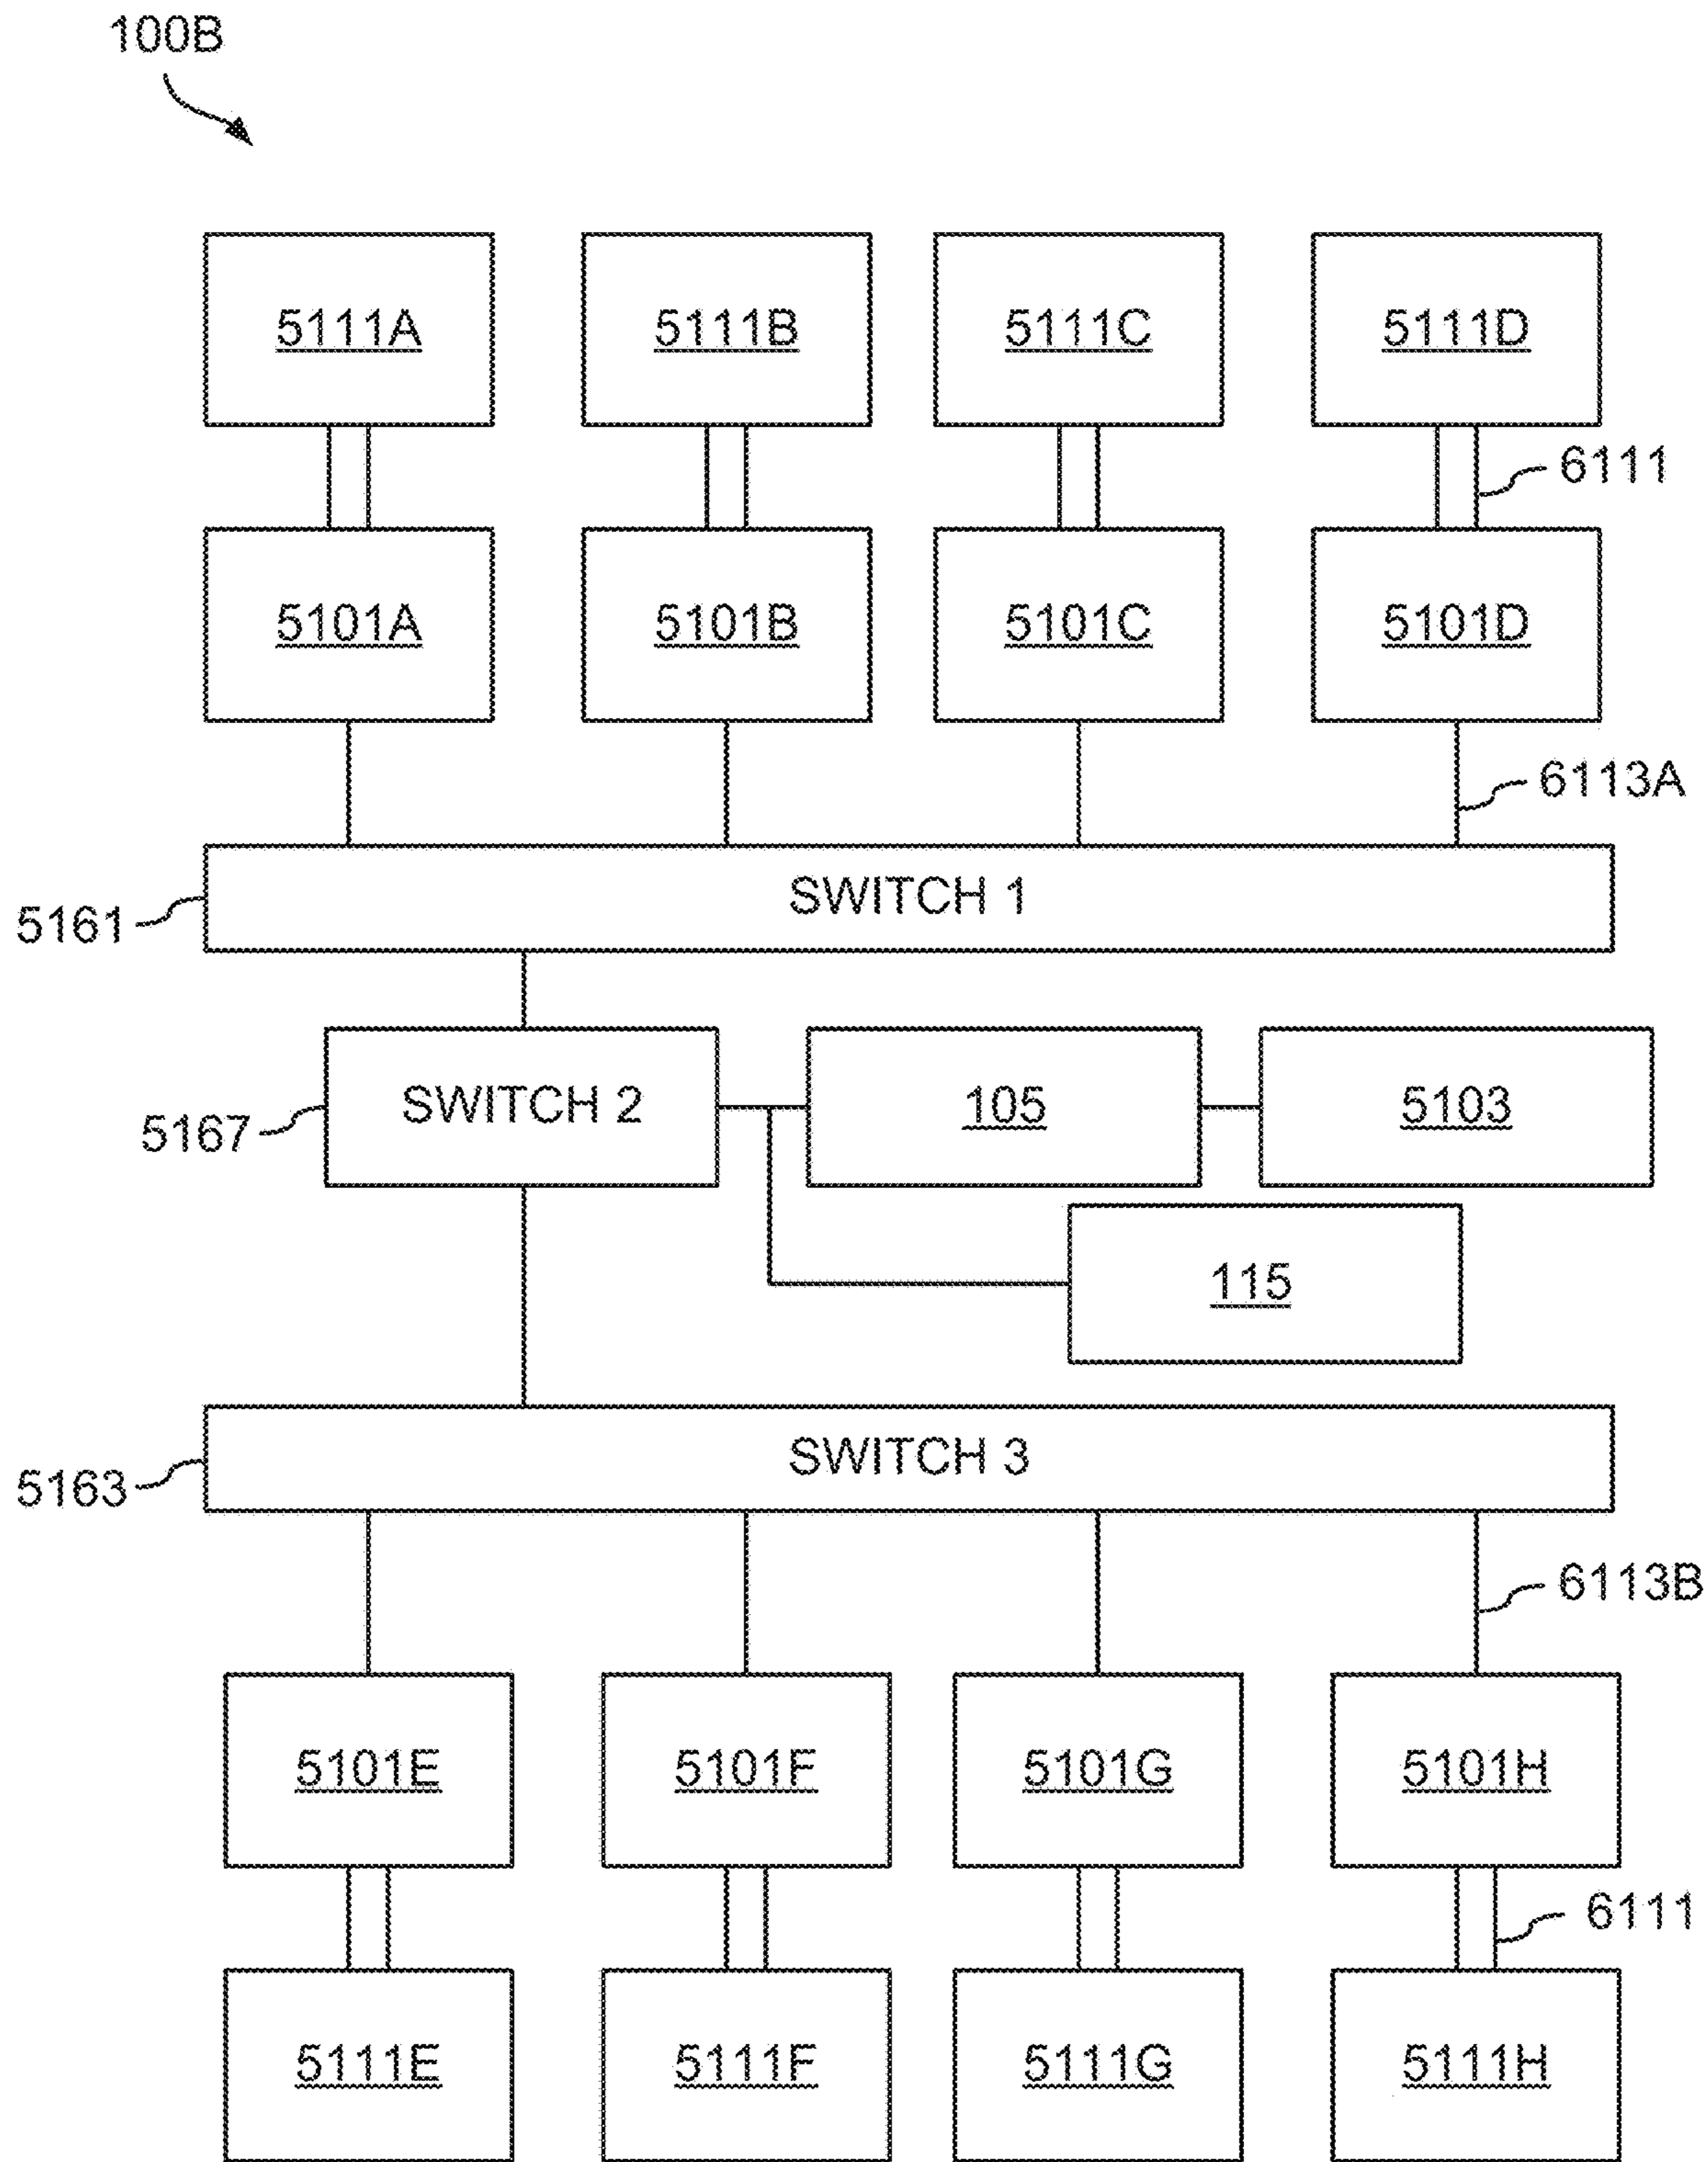 100B
5111A 5111B 5111C 5111D
6111
5101A 5101B 5101C 5101D
6113A
SWITCH 1
5161
SWITCH 2 105 5103
5167
115
SWITCH 3
5163
6113B
5101E 5101F 5101G 5101H
6111
5111E 5111F 5111G 5111H